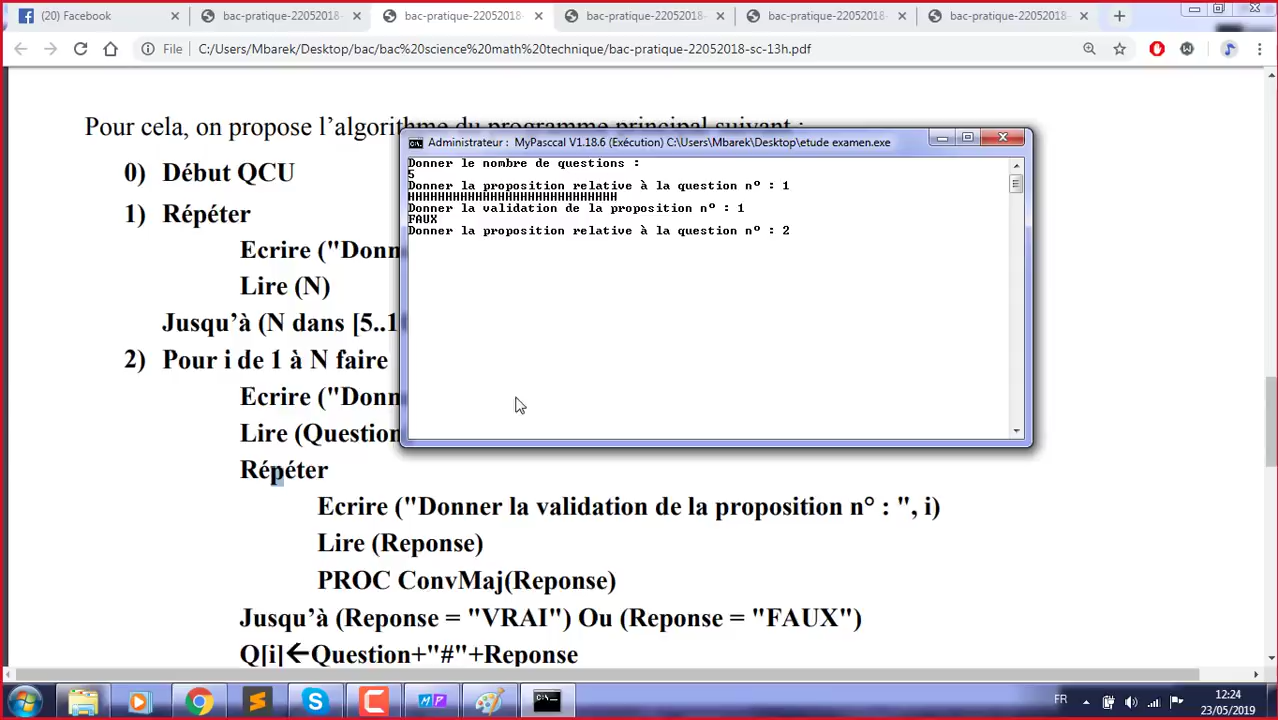 (20) Facebook
bac-pratique-22052018-
bac-pratique-22052018-
bac-pratique-22052018-
bac-pratique-22052018-
bac-pratique-22052018-
File
C:/Users/Mbarek/Desktop/bac/bac%20science%20math%20technique/bac-pratique-22052018-sc-13h.pdf
Pour cela, on propose l’algorithme du programme principal suivant :
0) Début QCU
1) Répéter
Ecrire ("Donn
Lire (N)
Jusqu’à (N dans [5..1
2) Pour i de 1 à N faire
Ecrire ("Donn
Lire (Question
Répéter
Ecrire ("Donner la validation de la proposition n° : ", i)
Lire (Reponse)
PROC ConvMaj(Reponse)
Jusqu’à (Reponse = "VRAI") Ou (Reponse = "FAUX")
Q[i]🡨Question+"#"+Reponse
Administrateur : MyPasccal V1.18.6 (Exécution) C:\Users\Mbarek\Desktop\etude examen.exe
Donner le nombre de questions :
5
Donner la proposition relative à la question nº : 1
Donner la validation de la proposition nº : 1
FAUX
Donner la proposition relative à la question nº : 2
FR
12:24
23/05/2019